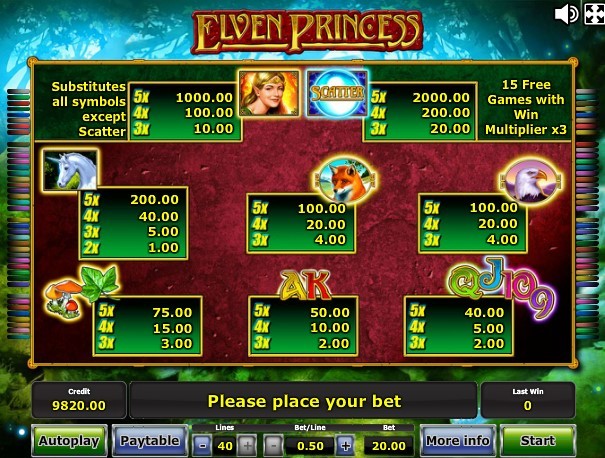 ELVEN PRINCESS
Substitutes
all symbols
except
Scatter
5x 1000.00
4x 100.00
3x 10.00
SCATTER
5x 2000.00
4x 200.00
3x 20.00
15 Free
Games with
Win
Multiplier x3
5x 200.00
4x 40.00
3x 5.00
2x 1.00
5x 100.00
4x 20.00
3x 4.00
5x 100.00
4x 20.00
3x 4.00
5x 75.00
4x 15.00
3x 3.00
A K
5x 50.00
4x 10.00
3x 2.00
Q J 10 9
5x 40.00
4x 5.00
3x 2.00
Credit
9820.00
Please place your bet
Last Win
0
Autoplay
Paytable
Lines
- 40 +
Bet/Line
- 0.50 +
Bet
20.00
More info
Start